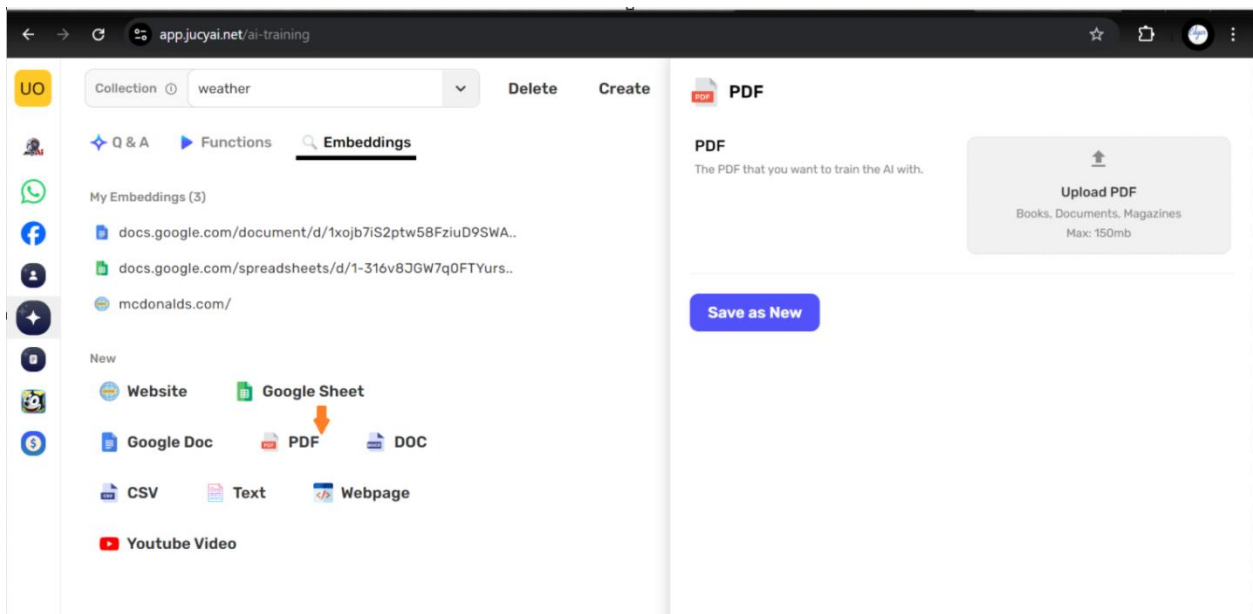 app.jucyai.net/ai-training
UO
Collection
weather
Delete
Create
Q & A
Functions
Embeddings
My Embeddings (3)
docs.google.com/document/d/1xojb7iS2ptw58FziuD9SWA..
docs.google.com/spreadsheets/d/1-316v8JGW7q0FTYurs..
mcdonalds.com/
New
Website
Google Sheet
Google Doc
PDF
DOC
CSV
Text
Webpage
Youtube Video
PDF
PDF
The PDF that you want to train the AI with.
Upload PDF
Books, Documents, Magazines
Max: 150mb
Save as New